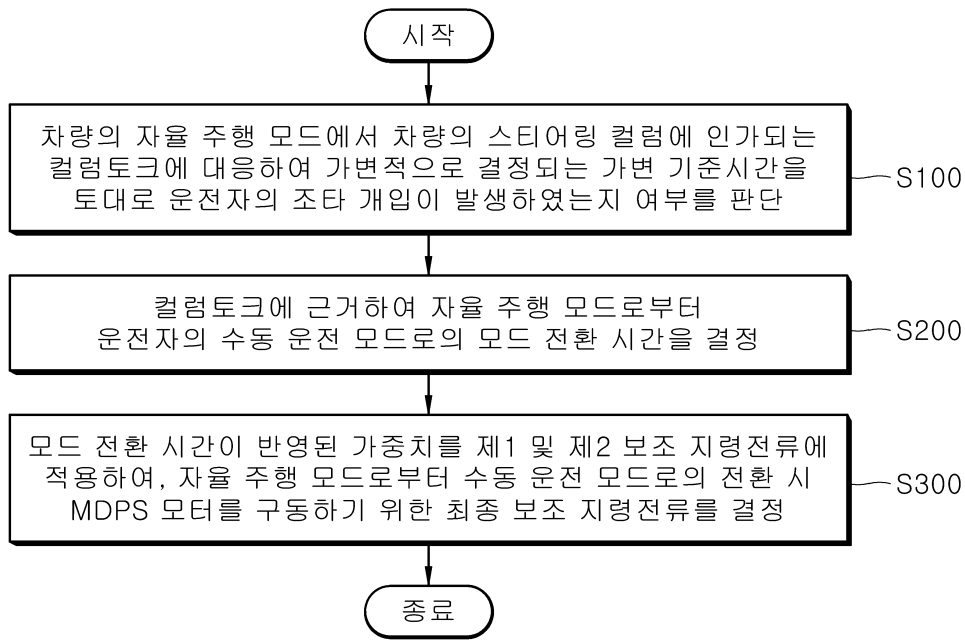 시작
차량의 자율 주행 모드에서 차량의 스티어링 컬럼에 인가되는
컬럼토크에 대응하여 가변적으로 결정되는 가변 기준시간을
토대로 운전자의 조타 개입이 발생하였는지 여부를 판단
S100
컬럼토크에 근거하여 자율 주행 모드로부터
운전자의 수동 운전 모드로의 모드 전환 시간을 결정
S200
모드 전환 시간이 반영된 가중치를 제1 및 제2 보조 지령전류에
적용하여, 자율 주행 모드로부터 수동 운전 모드로의 전환 시
MDPS 모터를 구동하기 위한 최종 보조 지령전류를 결정
S300
종료